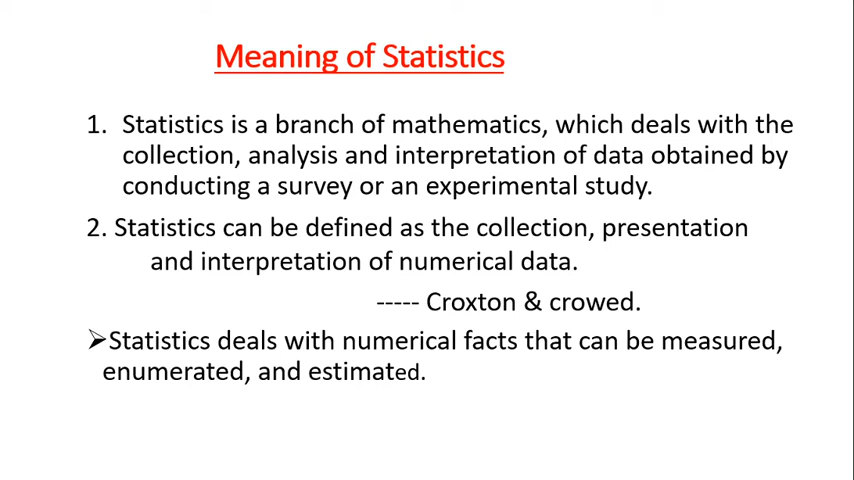 Meaning of Statistics
1. Statistics is a branch of mathematics, which deals with the
collection, analysis and interpretation of data obtained by
conducting a survey or an experimental study.
2. Statistics can be defined as the collection, presentation
and interpretation of numerical data.
----- Croxton & crowed.
➢Statistics deals with numerical facts that can be measured,
enumerated, and estimated.